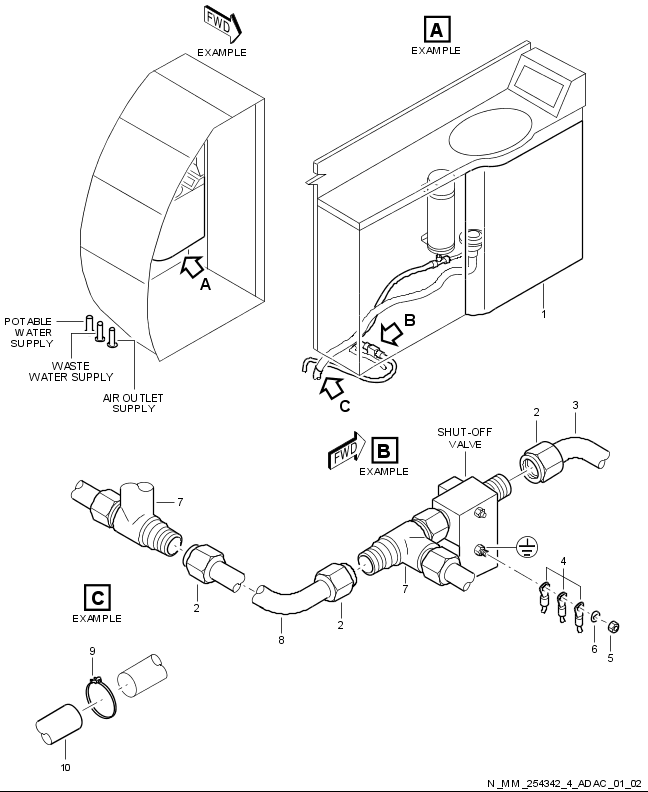 FWD
EXAMPLE
A
EXAMPLE
A
POTABLE
WATER
SUPPLY
WASTE
WATER SUPPLY
AIR OUTLET
SUPPLY
1
B
C
FWD
B
EXAMPLE
SHUT-OFF
VALVE
2
3
7
2
8
2
7
4
6
5
C
EXAMPLE
9
10
N_MM_254342_4_ADAC_01_02